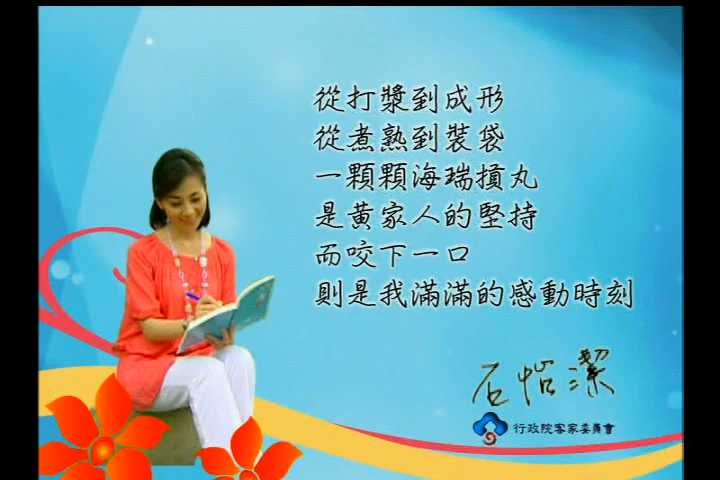 從打漿到成形
從煮熟到裝袋
一顆顆海瑞摃丸
是黃家人的堅持
而咬下一口
則是我滿滿的感動時刻
石怡潔
行政院客家委員會